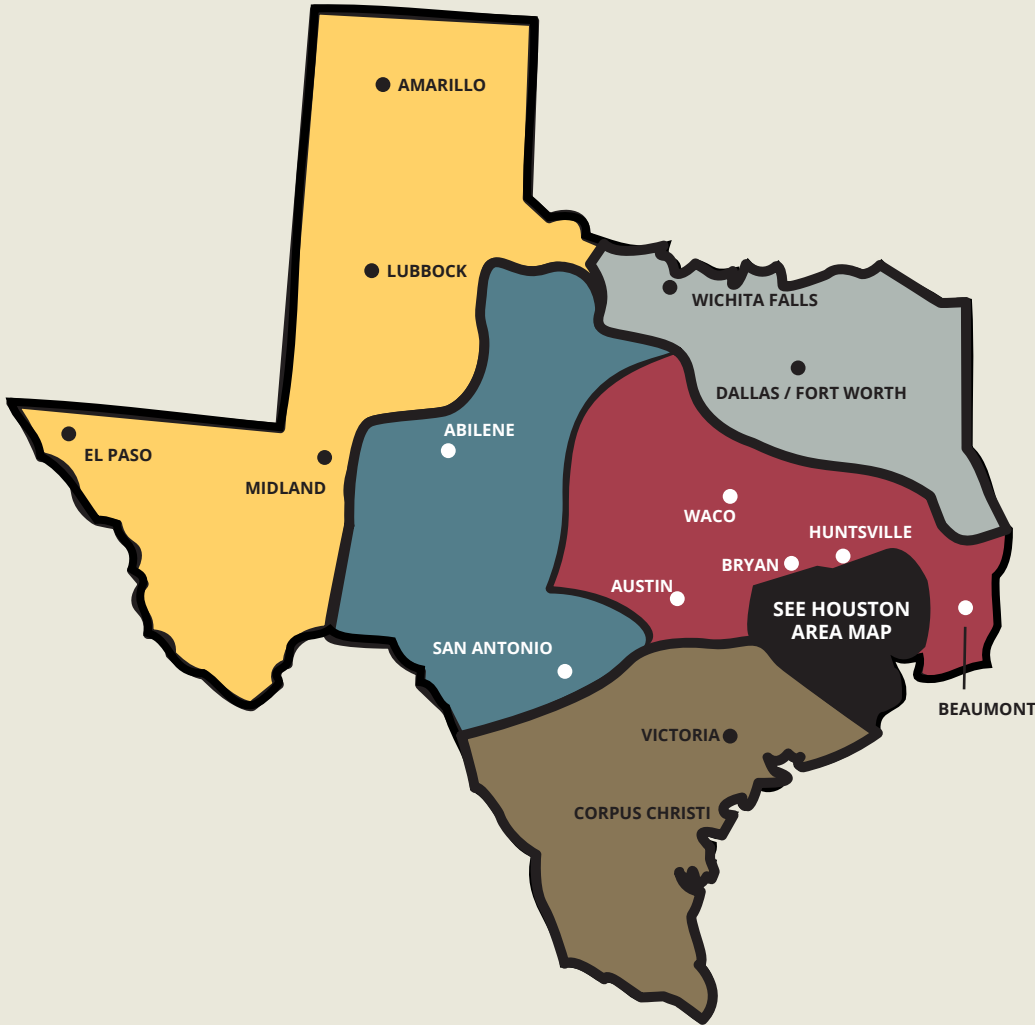 AMARILLO
LUBBOCK
WICHITA FALLS
DALLAS / FORT WORTH
ABILENE
EL PASO
MIDLAND
WACO
HUNTSVILLE
BRYAN
AUSTIN
SEE HOUSTON
AREA MAP
SAN ANTONIO
BEAUMONT
VICTORIA
CORPUS CHRISTI